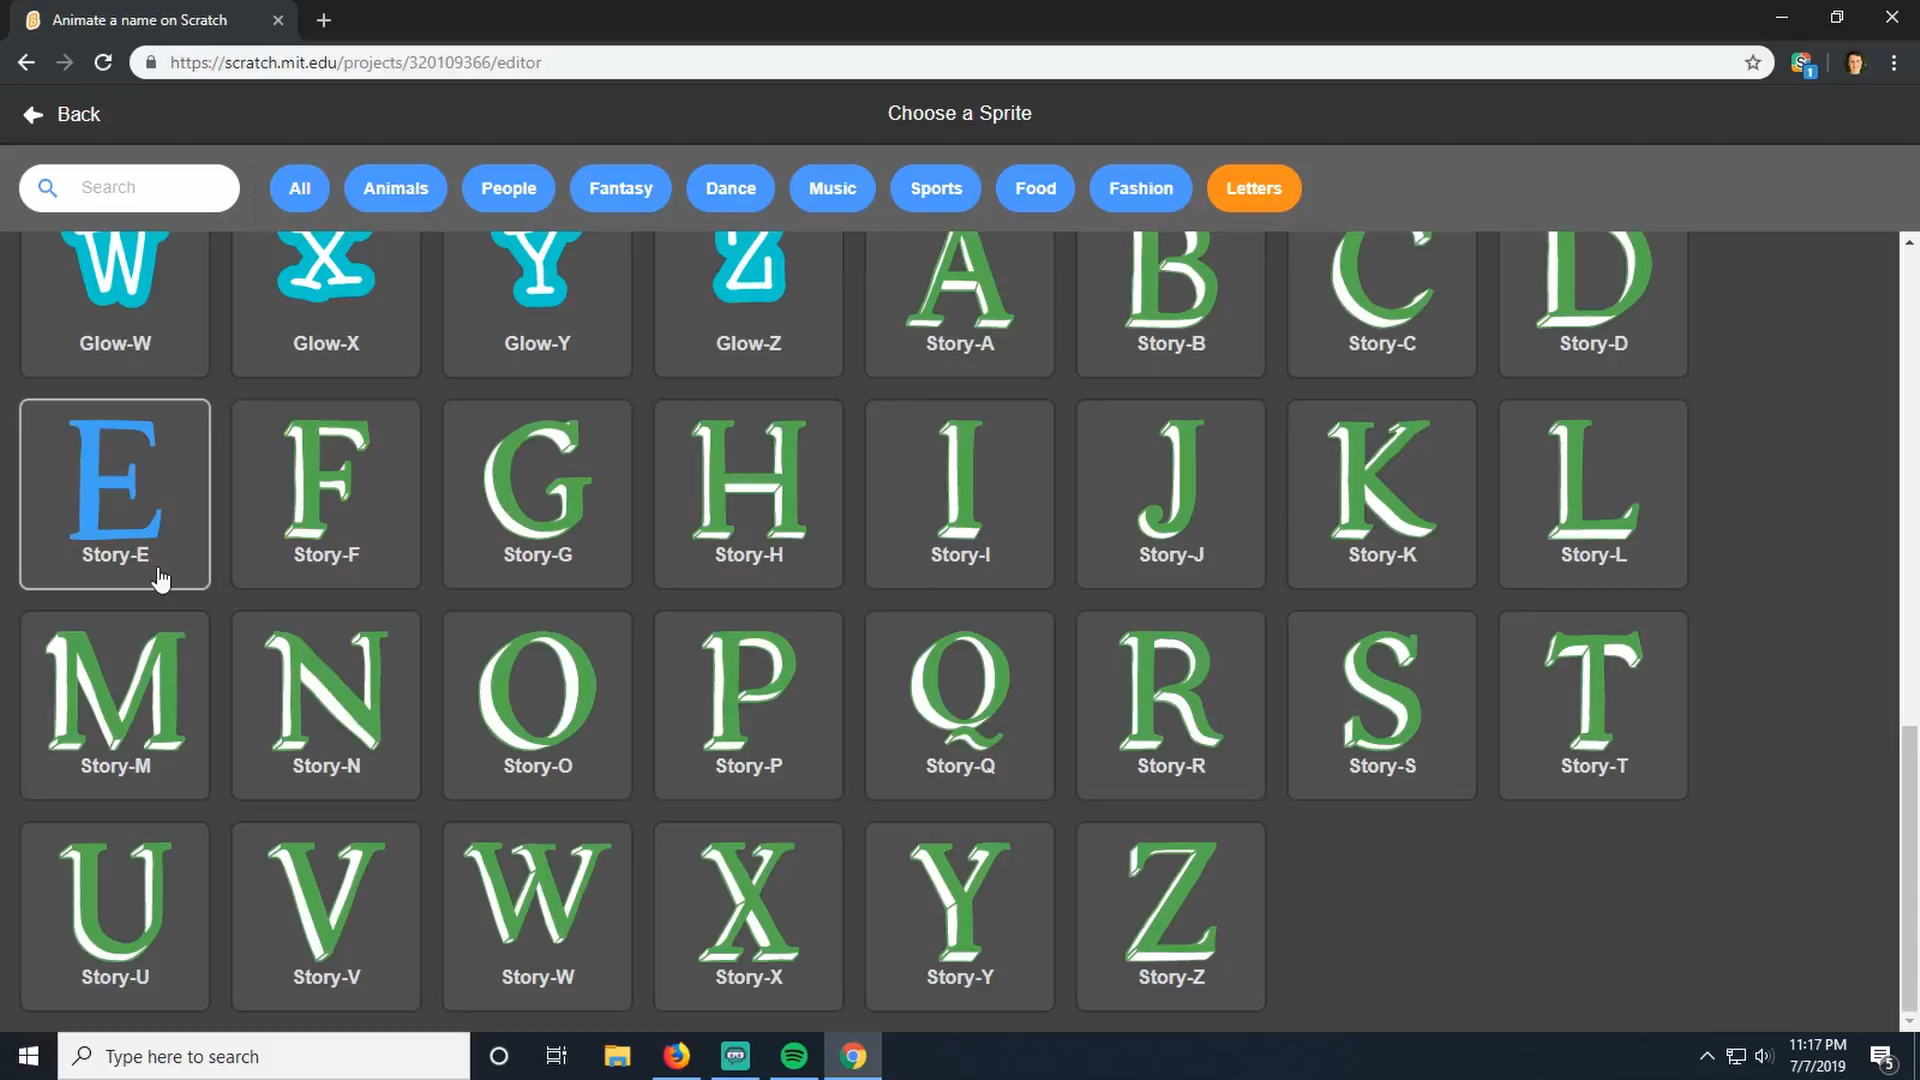 Animate a name on Scratch
https://scratch.mit.edu/projects/320109366/editor
1
Back
Choose a Sprite
Search
All
Animals
People
Fantasy
Dance
Music
Sports
Food
Fashion
Letters
W X Y Z A B C D
Glow-W Glow-X Glow-Y Glow-Z Story-A Story-B Story-C Story-D
E F G H I J K L
Story-E Story-F Story-G Story-H Story-I Story-J Story-K Story-L
M N O P Q R S T
Story-M Story-N Story-O Story-P Story-Q Story-R Story-S Story-T
U V W X Y Z
Story-U Story-V Story-W Story-X Story-Y Story-Z
Type here to search
11:17 PM
7/7/2019
5